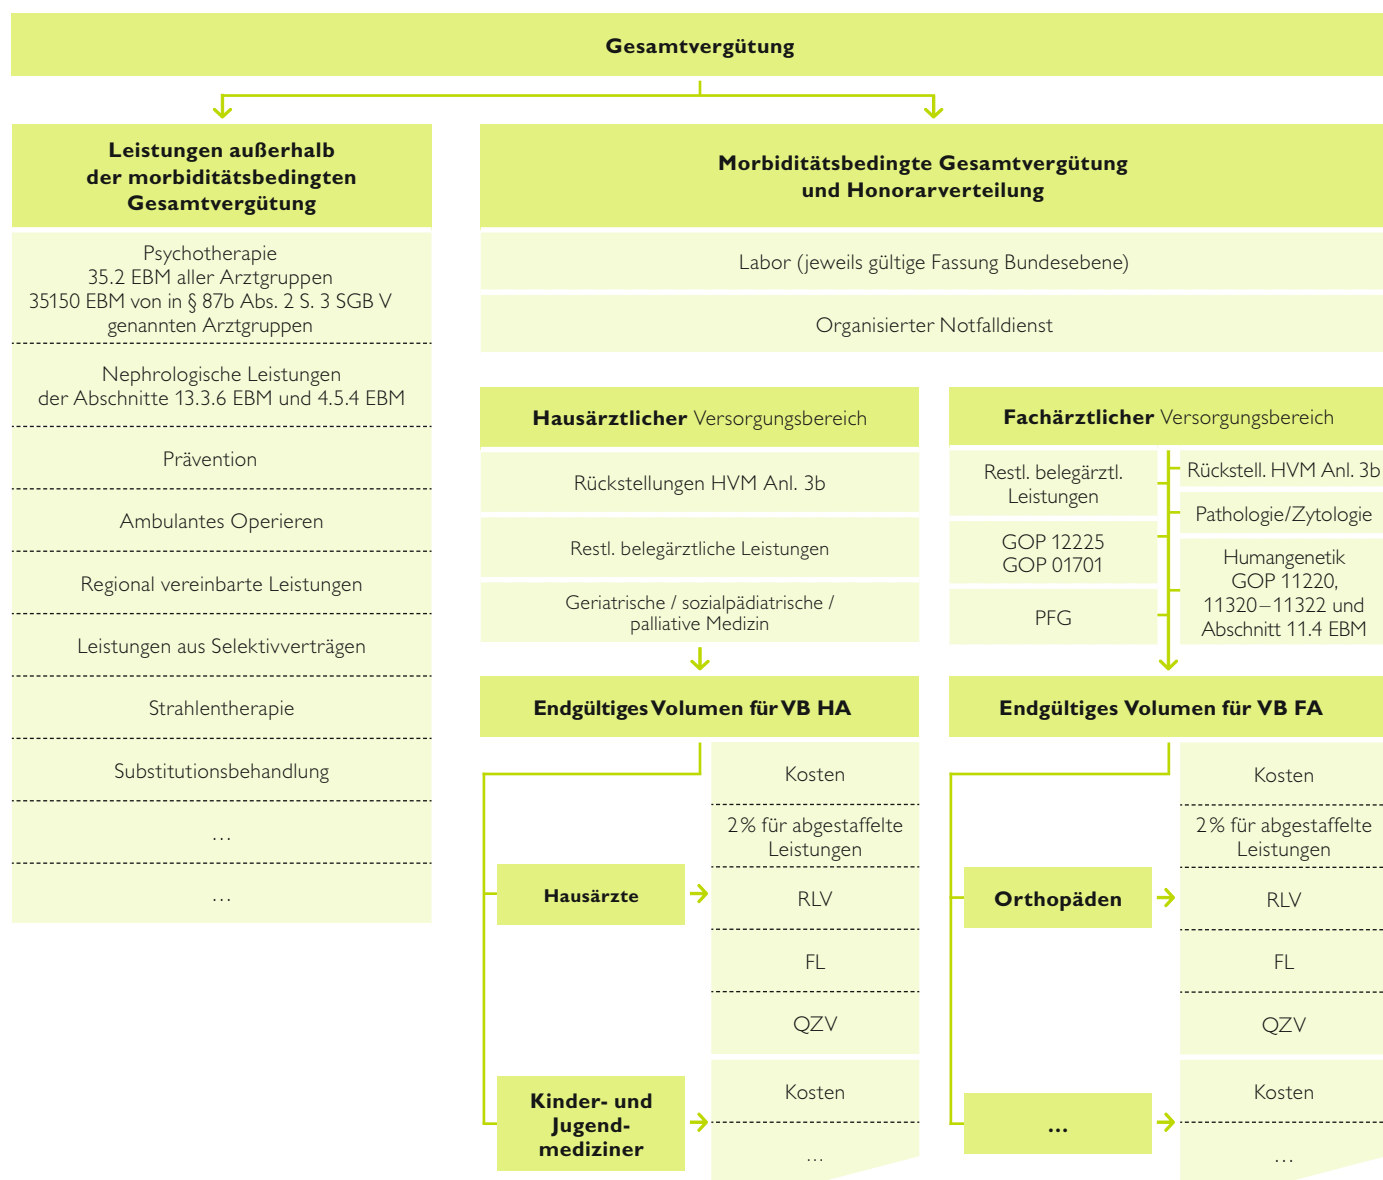 Gesamtvergütung
Leistungen außerhalb
der morbiditätsbedingten
Gesamtvergütung
Psychotherapie
35.2 EBM aller Arztgruppen
35150 EBM von in § 87b Abs. 2 S. 3 SGB V
genannten Arztgruppen
Nephrologische Leistungen
der Abschnitte 13.3.6 EBM und 4.5.4 EBM
Prävention
Ambulantes Operieren
Regional vereinbarte Leistungen
Leistungen aus Selektivverträgen
Strahlentherapie
Substitutionsbehandlung
…
…
Morbiditätsbedingte Gesamtvergütung
und Honorarverteilung
Labor (jeweils gültige Fassung Bundesebene)
Organisierter Notfalldienst
Hausärztlicher Versorgungsbereich
Rückstellungen HVM Anl. 3b
Restl. belegärztliche Leistungen
Geriatrische / sozialpädiatrische /
palliative Medizin
Endgültiges Volumen für VB HA
Kosten
2 % für abgestaffelte
Leistungen
Hausärzte
RLV
FL
QZV
Kinder- und
Jugend-
mediziner
Kosten
…
Fachärztlicher Versorgungsbereich
Restl. belegärztl.
Leistungen
GOP 12225
GOP 01701
PFG
Rückstell. HVM Anl. 3b
Pathologie/Zytologie
Humangenetik
GOP 11220,
11320 – 11322 und
Abschnitt 11.4 EBM
Endgültiges Volumen für VB FA
Kosten
2 % für abgestaffelte
Leistungen
Orthopäden
RLV
FL
QZV
…
Kosten
…